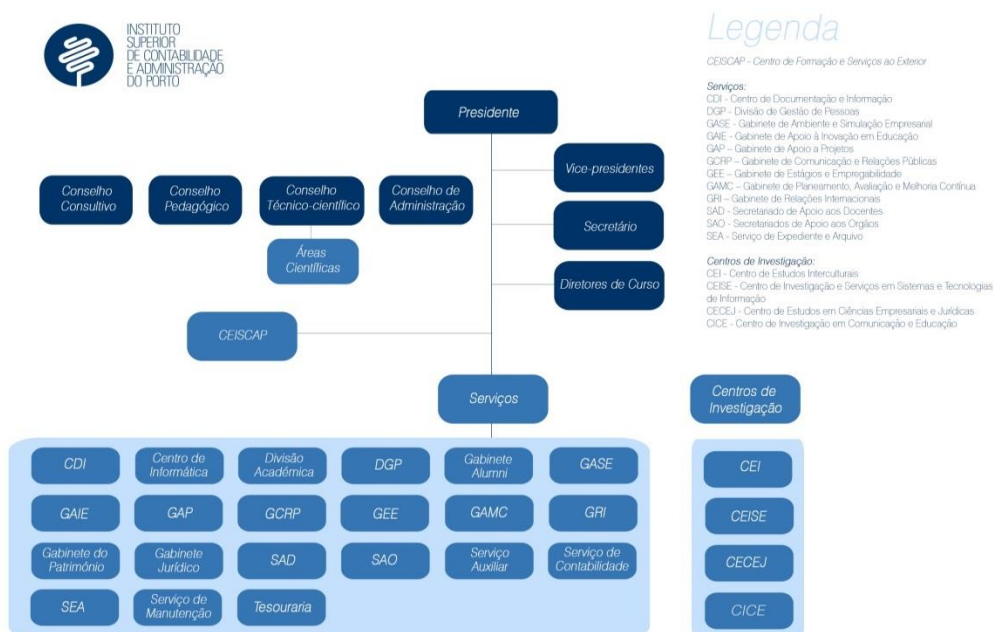 INSTITUTO
SUPERIOR
DE CONTABILIDADE
E ADMINISTRAÇÃO
DO PORTO
Legenda
CEISCAP - Centro de Formação e Serviços ao Exterior
Serviços:
CDI - Centro de Documentação e Informação
DGP - Divisão de Gestão de Pessoas
GASE - Gabinete de Ambiente e Simulação Empresarial
GAIE - Gabinete de Apoio à Inovação em Educação
GAP – Gabinete de Apoio a Projetos
GCRP – Gabinete de Comunicação e Relações Públicas
GEE – Gabinete de Estágios e Empregabilidade
GAMC – Gabinete de Planeamento, Avaliação e Melhoria Contínua
GRI – Gabinete de Relações Internacionais
SAD - Secretariado de Apoio aos Docentes
SAO - Secretariados de Apoio aos Orgãos
SEA - Serviço de Expediente e Arquivo
Centros de Investigação:
CEI - Centro de Estudos Interculturais
CEISE - Centro de Investigação e Serviços em Sistemas e Tecnologias
de Informação
CECEJ - Centro de Estudos em Ciências Empresariais e Jurídicas
CICE - Centro de Investigação em Comunicação e Educação
Presidente
Vice-presidentes
Secretário
Diretores de Curso
Conselho
Consultivo
Conselho
Pedagógico
Conselho
Técnico-científico
Conselho de
Administração
Áreas
Científicas
CEISCAP
Serviços
Centros de
Investigação
CDI
Centro de
Informática
Divisão
Académica
DGP
Gabinete
Alumni
GASE
GAIE
GAP
GCRP
GEE
GAMC
GRI
Gabinete do
Património
Gabinete
Jurídico
SAD
SAO
Serviço
Auxiliar
Serviço de
Contabilidade
SEA
Serviço de
Manutenção
Tesouraria
CEI
CEISE
CECEJ
CICE